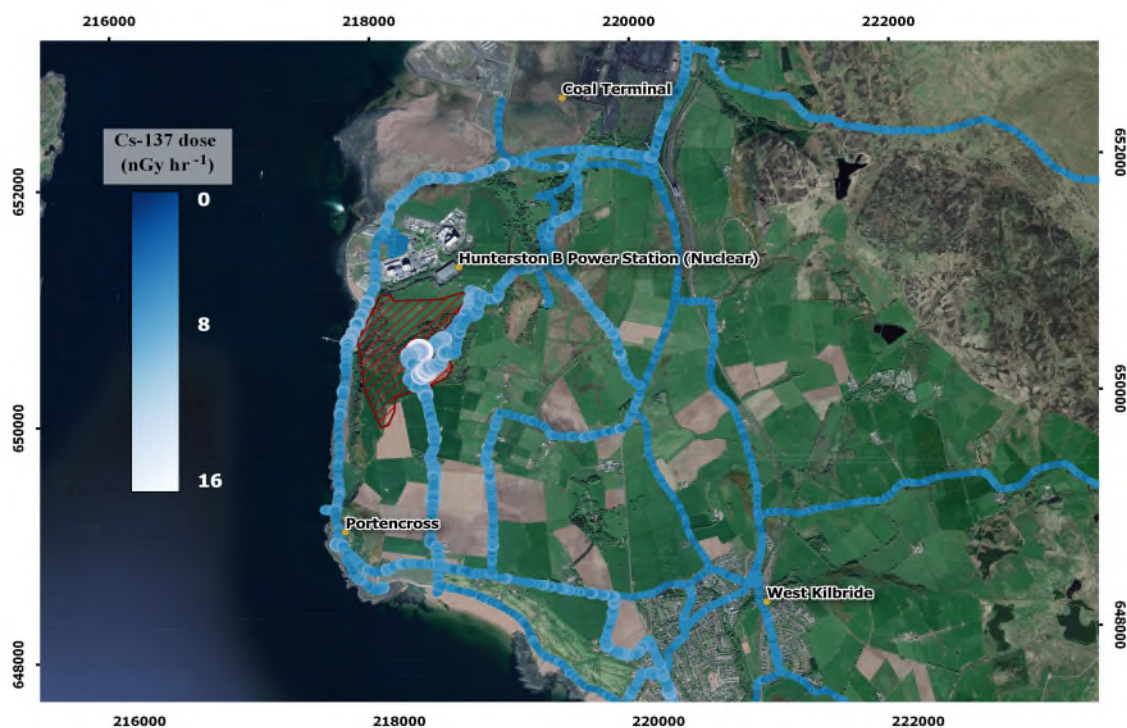 216000
218000
220000
222000
Coal Terminal
Cs-137 dose
(nGy hr -1)
0
8
16
652000
652000
Hunterston B Power Station (Nuclear)
650000
650000
Portencross
West Kilbride
648000
648000
216000
218000
220000
222000